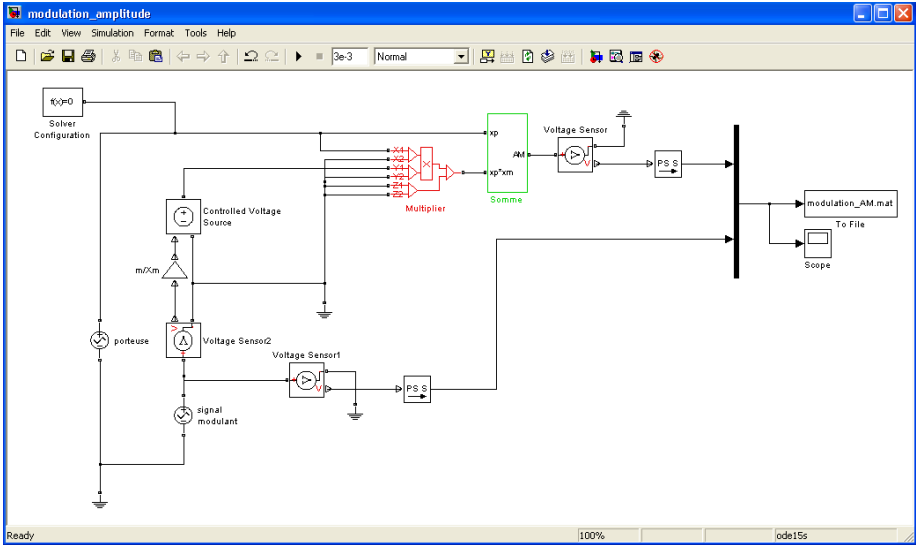 modulation_amplitude
File Edit View Simulation Format Tools Help
3e-3 Normal
f(x)=0
Solver
Configuration
xp
AM
xp*xm
Somme
Voltage Sensor
V
PS S
X1
X2
Y1
Y2
Z1
Z2
X
Multiplier
modulation_AM.mat
To File
Scope
Controlled Voltage
Source
m/Xm
V
Voltage Sensor2
porteuse
Voltage Sensor1
V
PS S
signal
modulant
Ready 100% ode15s